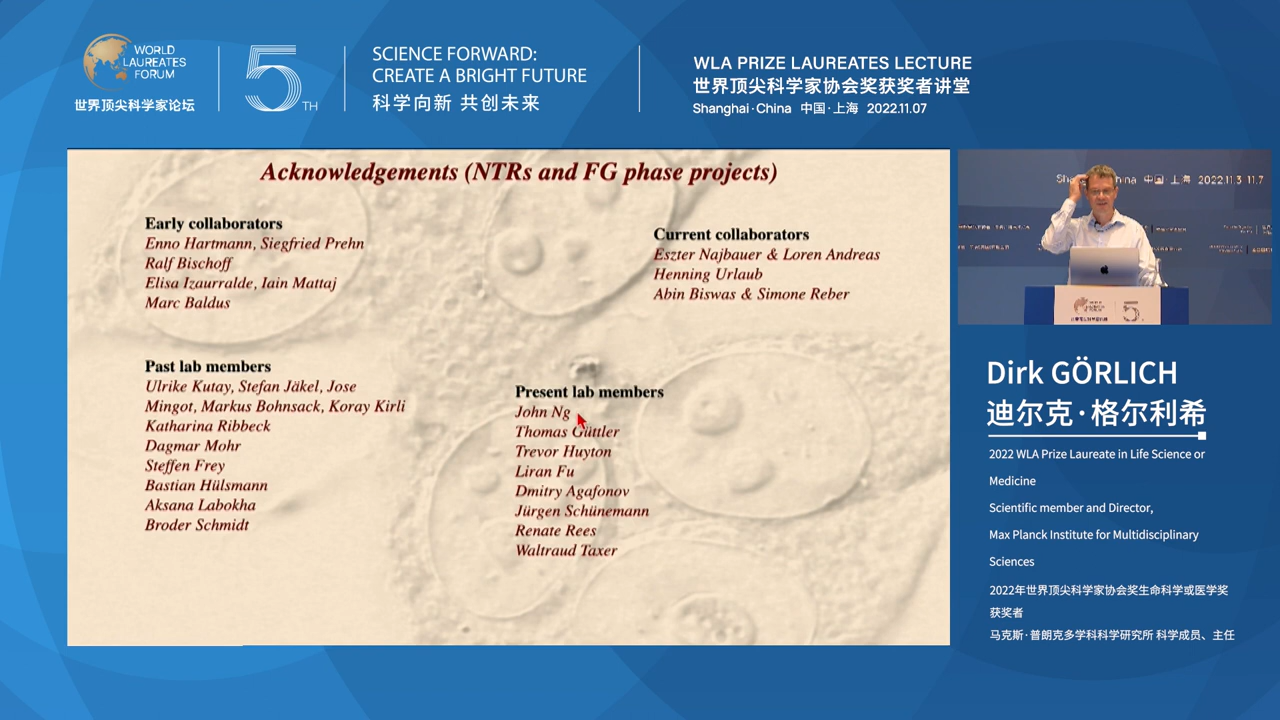 WORLD
LAUREATES
FORUM
世界顶尖科学家论坛
5TH
SCIENCE FORWARD:
CREATE A BRIGHT FUTURE
科学向新 共创未来
WLA PRIZE LAUREATES LECTURE
世界顶尖科学家协会奖获奖者讲堂
Shanghai·China 中国·上海 2022.11.07
Acknowledgements (NTRs and FG phase projects)
Early collaborators
Enno Hartmann, Siegfried Prehn
Ralf Bischoff
Elisa Izaurralde, Iain Mattaj
Marc Baldus
Current collaborators
Eszter Najbauer & Loren Andreas
Henning Urlaub
Abin Biswas & Simone Reber
Past lab members
Ulrike Kutay, Stefan Jäkel, Jose
Mingot, Markus Bohnsack, Koray Kirli
Katharina Ribbeck
Dagmar Mohr
Steffen Frey
Bastian Hülsmann
Aksana Labokha
Broder Schmidt
Present lab members
John Ng
Thomas Güttler
Trevor Huyton
Liran Fu
Dmitry Agafonov
Jürgen Schünemann
Renate Rees
Waltraud Taxer
中国·上海 2022.11.3 11.7
Dirk GÖRLICH
迪尔克·格尔利希
2022 WLA Prize Laureate in Life Science or
Medicine
Scientific member and Director,
Max Planck Institute for Multidisciplinary
Sciences
2022年世界顶尖科学家协会奖生命科学或医学奖
获奖者
马克斯·普朗克多学科科学研究所 科学成员、主任